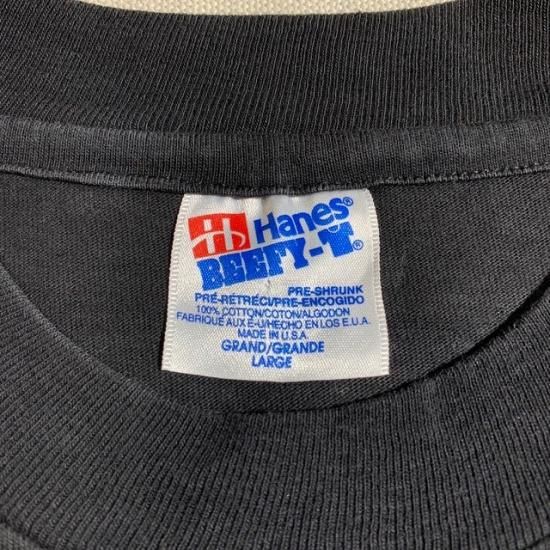 H Hanes®
BEEFY-T®
PRE-SHRUNK
PRÉ-RÉTRÉCI/PRE-ENCOGIDO
100% COTTON/COTON/ALGODON
FABRIQUE AUX É-U/HECHO EN LOS E.U.A.
MADE IN U.S.A.
GRAND/GRANDE
LARGE